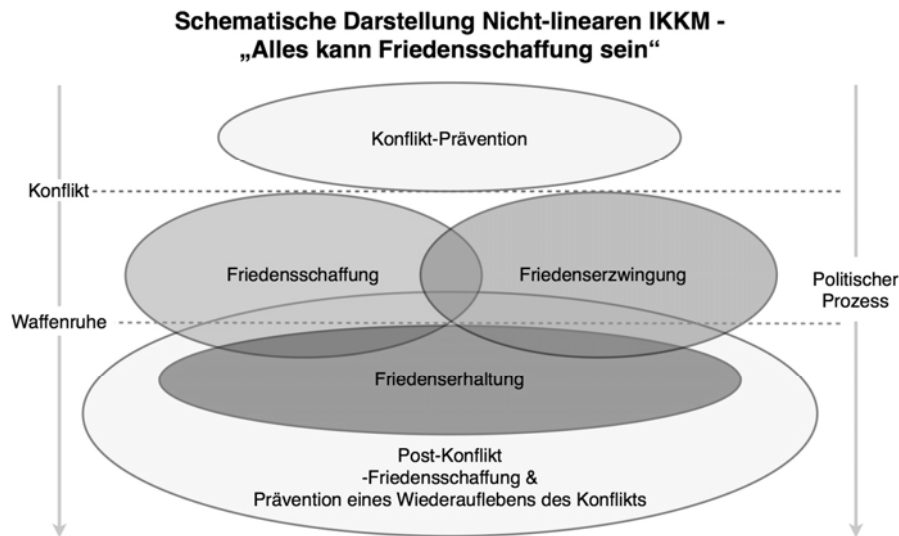 Schematische Darstellung Nicht-linearen IKKM -
„Alles kann Friedensschaffung sein“
Konflikt-Prävention
Konflikt
Friedensschaffung
Friedenserzwingung
Politischer
Prozess
Waffenruhe
Friedenserhaltung
Post-Konflikt
-Friedensschaffung &
Prävention eines Wiederauflebens des Konflikts